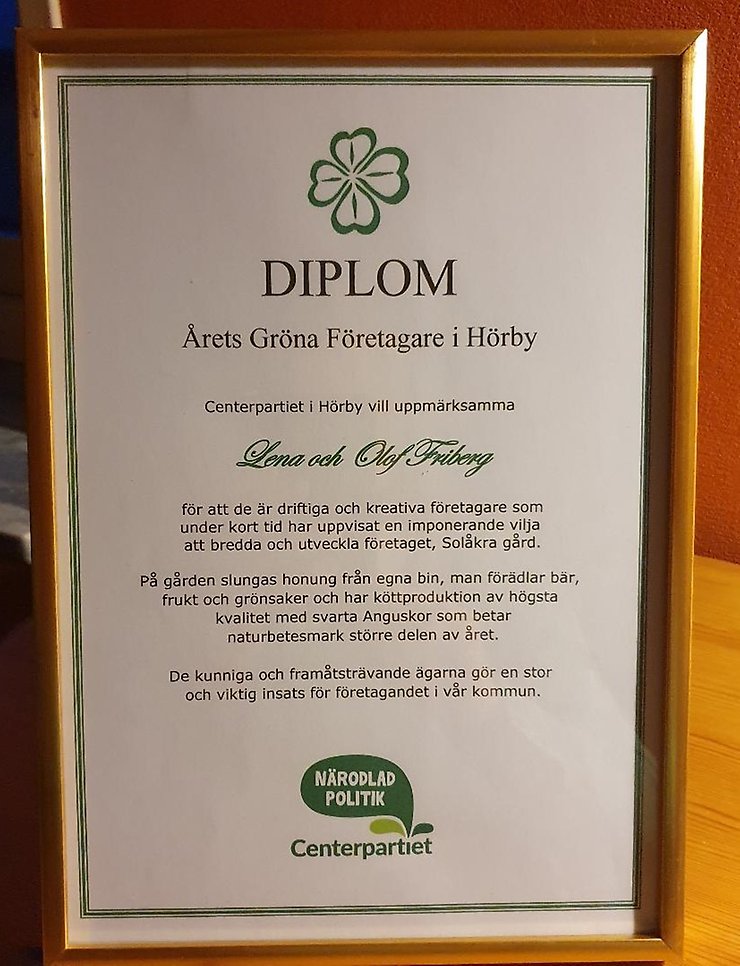 DIPLOM
Årets Gröna Företagare i Hörby
Centerpartiet i Hörby vill uppmärksamma
Lena och Olof Friberg
för att de är driftiga och kreativa företagare som
under kort tid har uppvisat en imponerande vilja
att bredda och utveckla företaget, Solåkra gård.
På gården slungas honung från egna bin, man förädlar bär,
frukt och grönsaker och har köttproduktion av högsta
kvalitet med svarta Anguskor som betar
naturbetesmark större delen av året.
De kunniga och framåtsträvande ägarna gör en stor
och viktig insats för företagandet i vår kommun.
NÄRODLAD
POLITIK
Centerpartiet